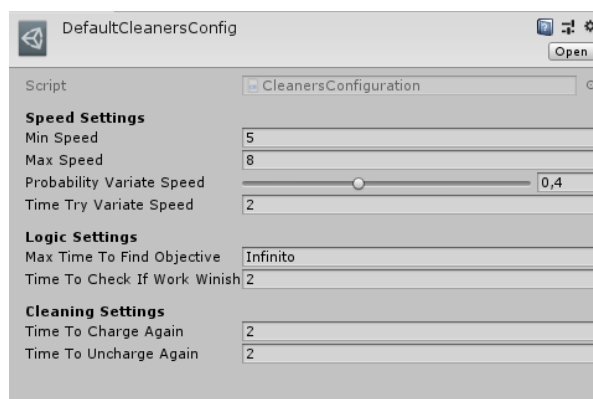 DefaultCleanersConfig
Open
Script CleanersConfiguration
Speed Settings
Min Speed 5
Max Speed 8
Probability Variate Speed 0,4
Time Try Variate Speed 2
Logic Settings
Max Time To Find Objective Infinito
Time To Check If Work Winish 2
Cleaning Settings
Time To Charge Again 2
Time To Uncharge Again 2